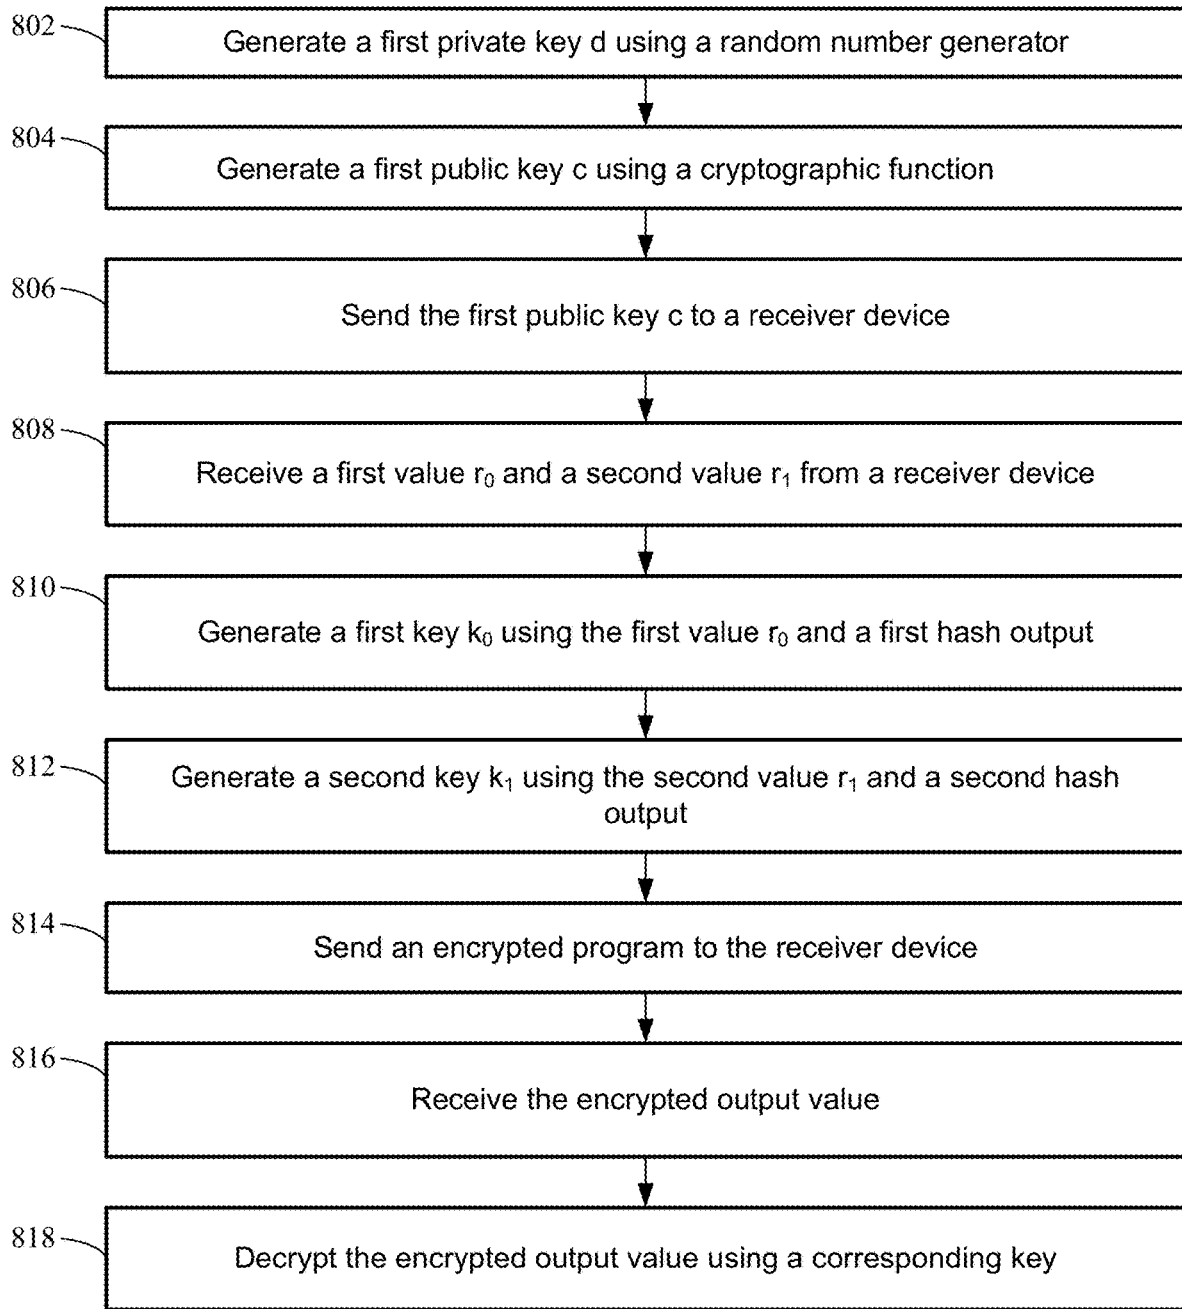 802
Generate a first private key d using a random number generator
804
Generate a first public key c using a cryptographic function
806
Send the first public key c to a receiver device
808
Receive a first value r₀ and a second value r₁ from a receiver device
810
Generate a first key k₀ using the first value r₀ and a first hash output
812
Generate a second key k₁ using the second value r₁ and a second hash
output
814
Send an encrypted program to the receiver device
816
Receive the encrypted output value
818
Decrypt the encrypted output value using a corresponding key